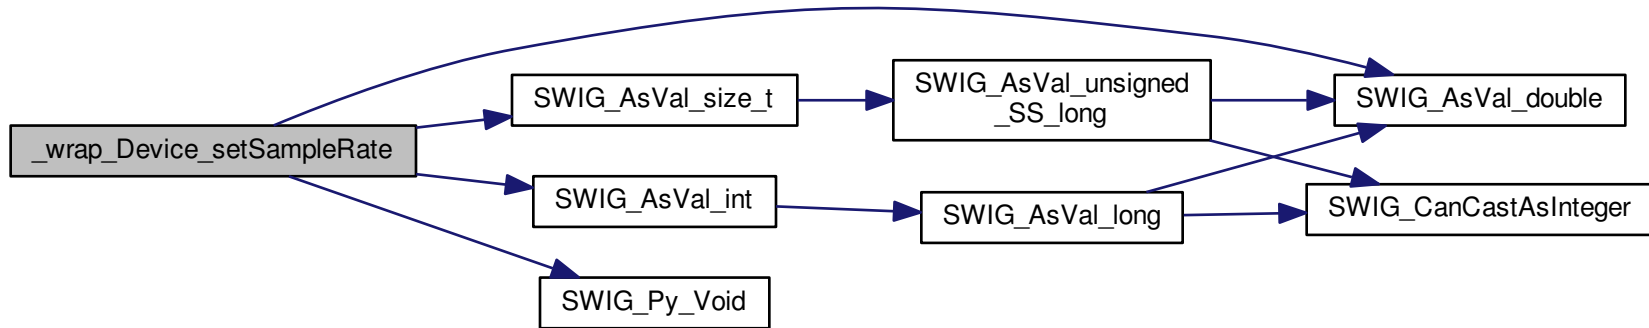 _wrap_Device_setSampleRate
SWIG_AsVal_size_t
SWIG_AsVal_int
SWIG_Py_Void
SWIG_AsVal_unsigned
_SS_long
SWIG_AsVal_long
SWIG_AsVal_double
SWIG_CanCastAsInteger